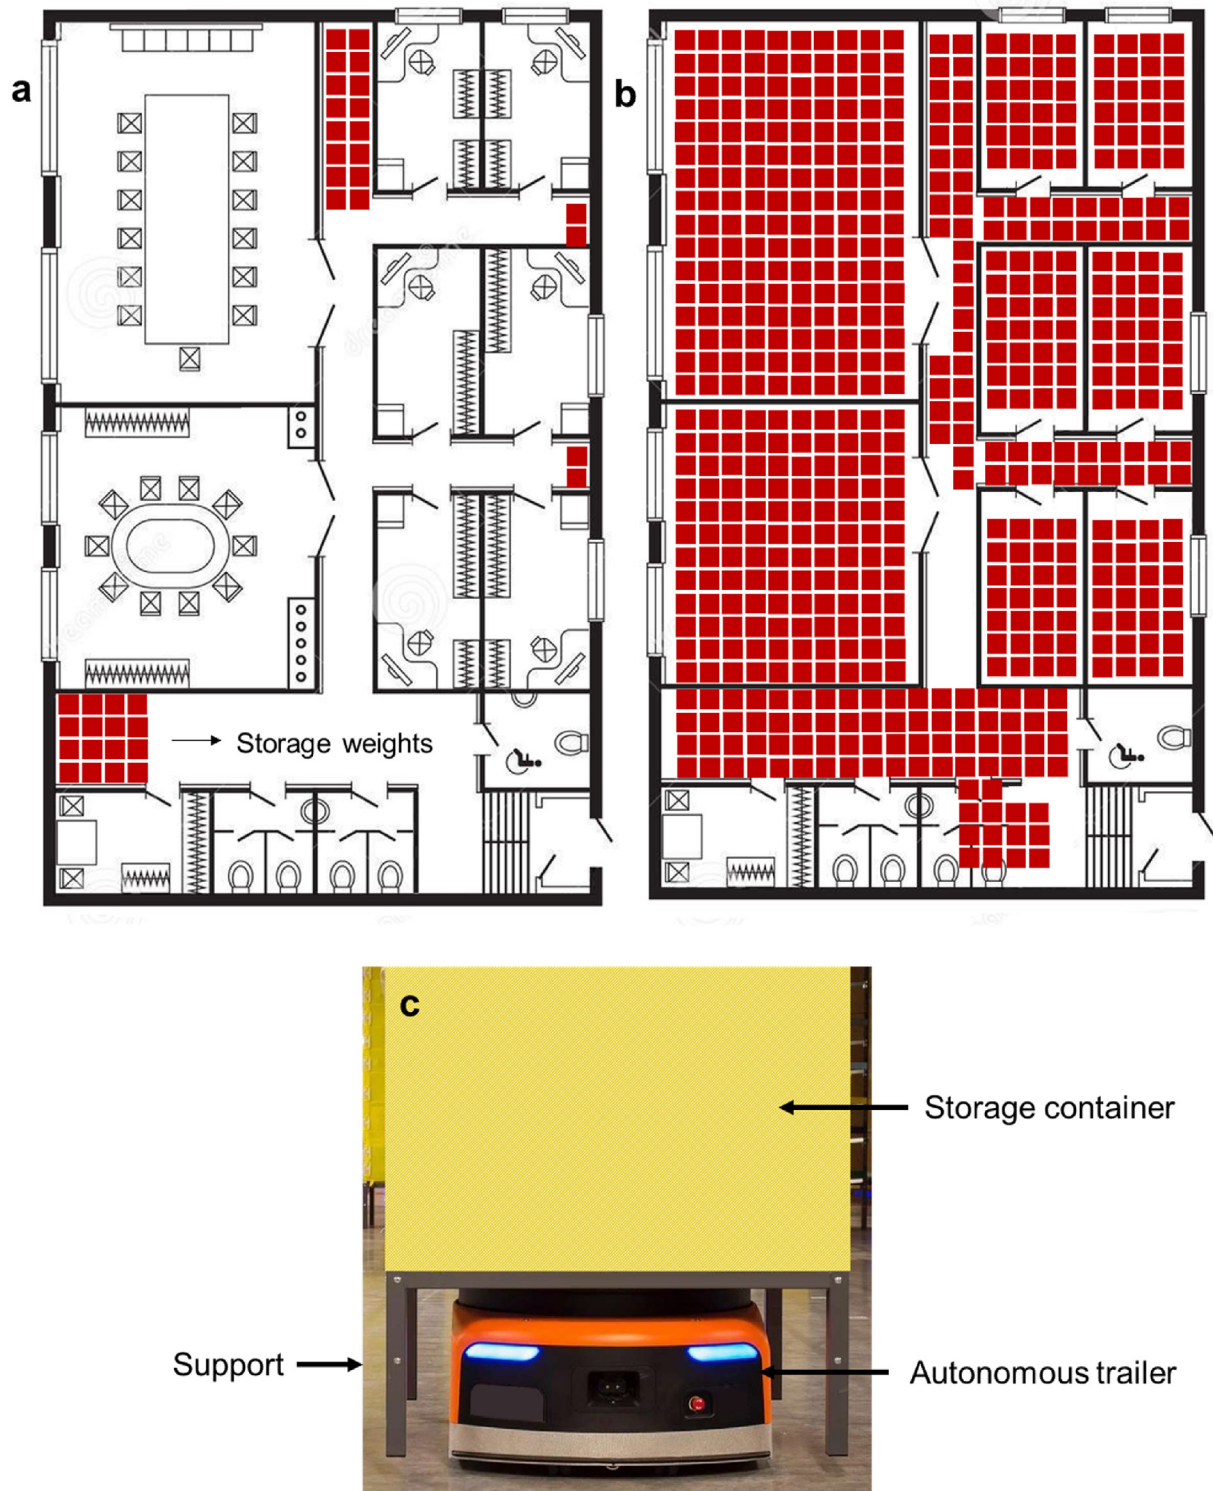 a
b
Storage weights
c
Storage container
Support
Autonomous trailer